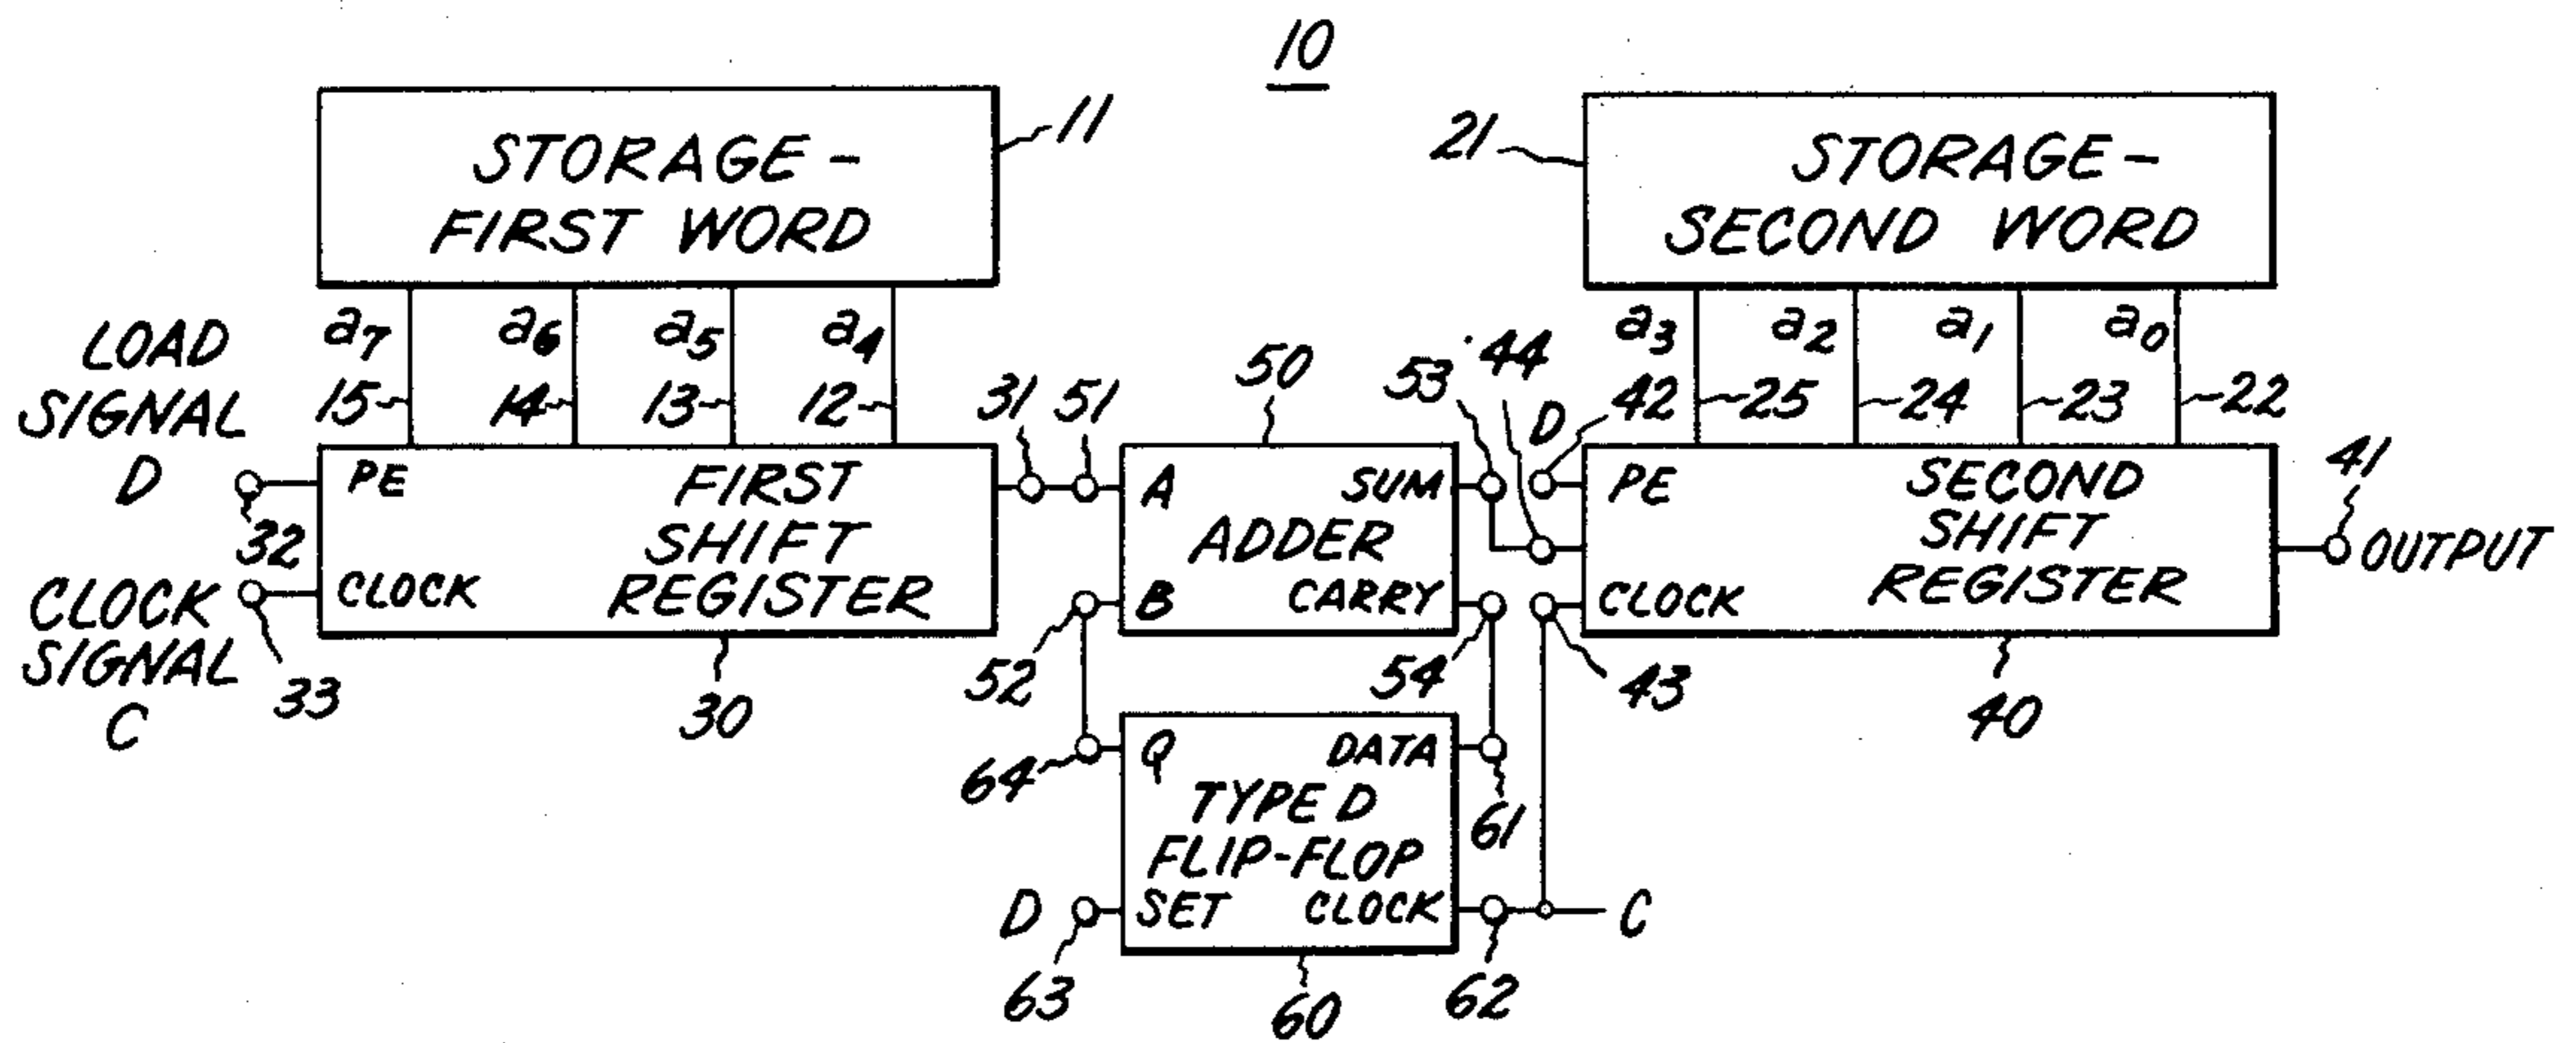 10
STORAGE-
FIRST WORD
11
21
STORAGE-
SECOND WORD
LOAD
SIGNAL
D
a7
a6
a5
a4
15
14
13
12
31
51
50
53
44
D
42
a3
a2
a1
a0
25
24
23
22
41
32
PE
FIRST
SHIFT
REGISTER
CLOCK
A
SUM
ADDER
B
CARRY
PE
SECOND
SHIFT
REGISTER
CLOCK
OUTPUT
CLOCK
SIGNAL
C
33
30
52
54
43
40
64
Q
DATA
TYPE D
FLIP-FLOP
SET
CLOCK
61
D
C
63
60
62